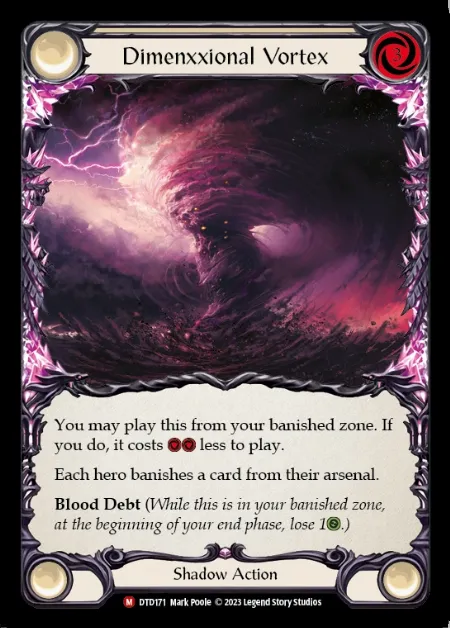 Dimenxxional Vortex
3
You may play this from your banished zone. If
you do, it costs less to play.
Each hero banishes a card from their arsenal.
Blood Debt (While this is in your banished zone,
at the beginning of your end phase, lose 1.)
Shadow Action
M DTD171 Mark Poole © 2023 Legend Story Studios